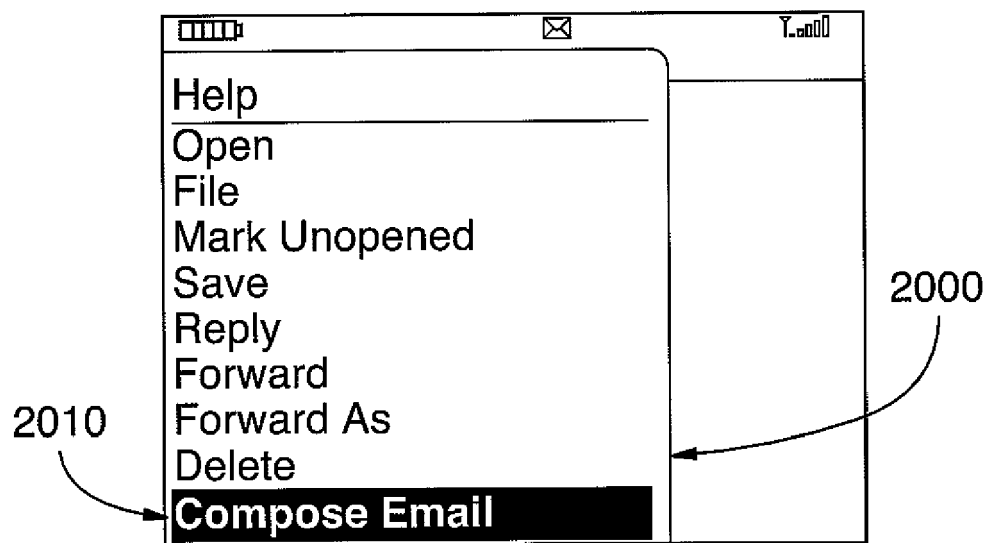 Help
Open
File
Mark Unopened
Save
2000
Reply
Forward
Forward As
2010
Delete
Compose Email